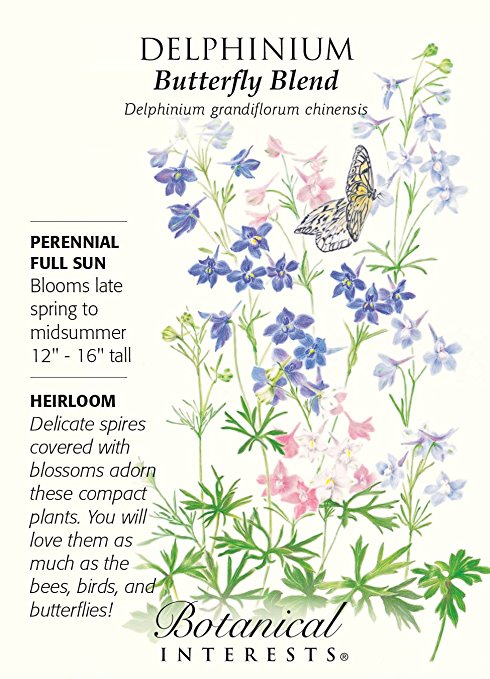 DELPHINIUM
Butterfly Blend
Delphinium grandiflorum chinensis
PERENNIAL
FULL SUN
Blooms late
spring to
midsummer
12" - 16" tall
HEIRLOOM
Delicate spires
covered with
blossoms adorn
these compact
plants. You will
love them as
much as the
bees, birds, and
butterflies!
Botanical
INTERESTS®